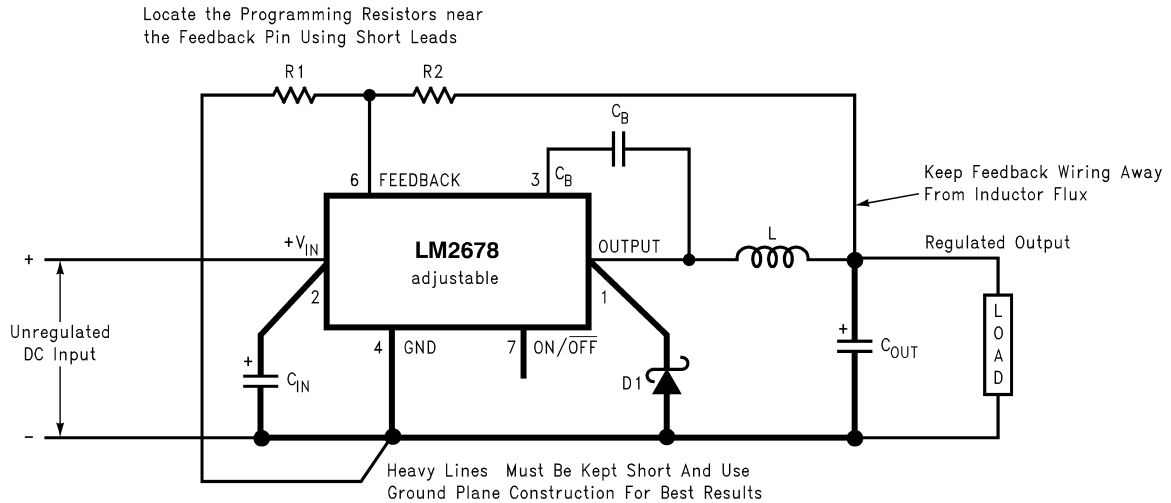 Locate the Programming Resistors near
the Feedback Pin Using Short Leads
R1
R2
C_B
6
FEEDBACK
3
C_B
Keep Feedback Wiring Away
From Inductor Flux
+V_IN
LM2678
adjustable
OUTPUT
L
Regulated Output
+
2
1
Unregulated
DC Input
+
C_IN
4
GND
7
ON/O̅F̅F̅
D1
+
C_OUT
LOAD
−
Heavy Lines Must Be Kept Short And Use
Ground Plane Construction For Best Results